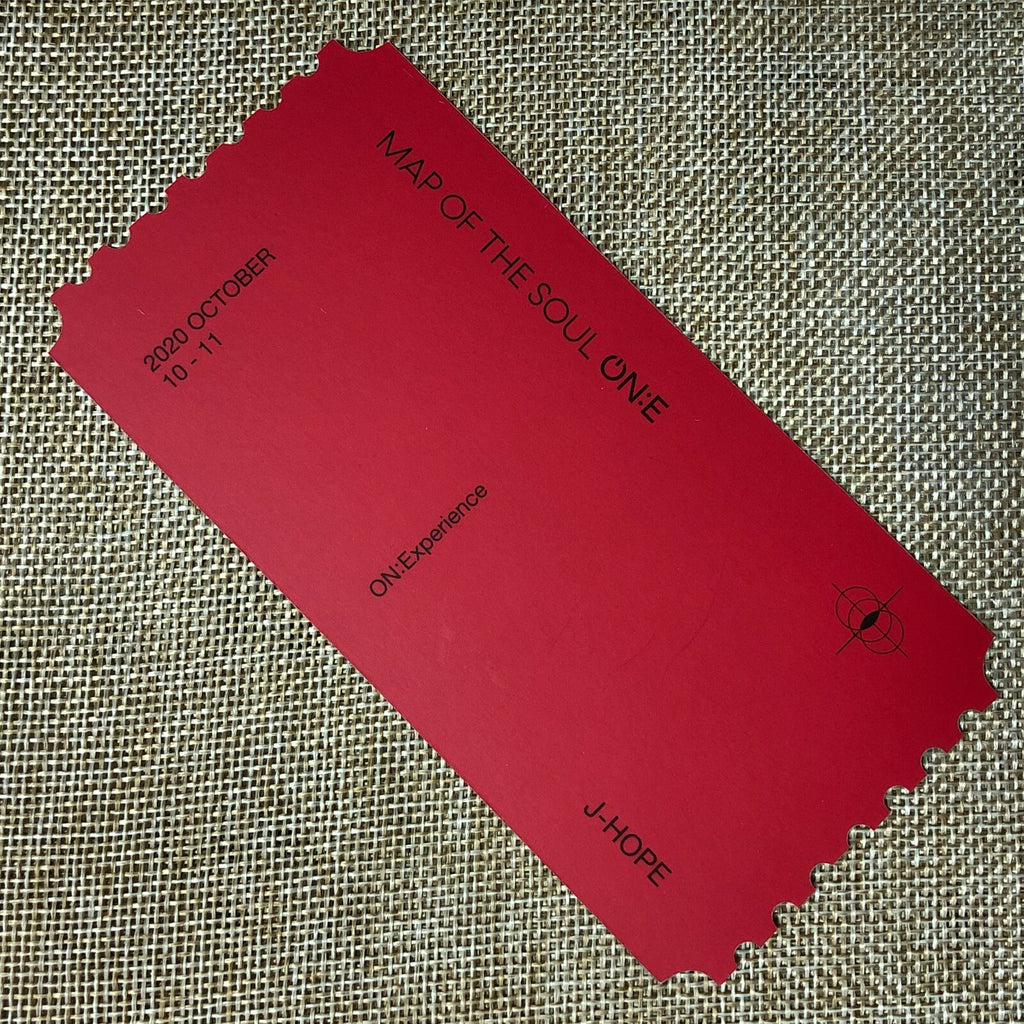 MAP OF THE SOUL ON:E
2020 OCTOBER
10 - 11
ON:Experience
J-HOPE